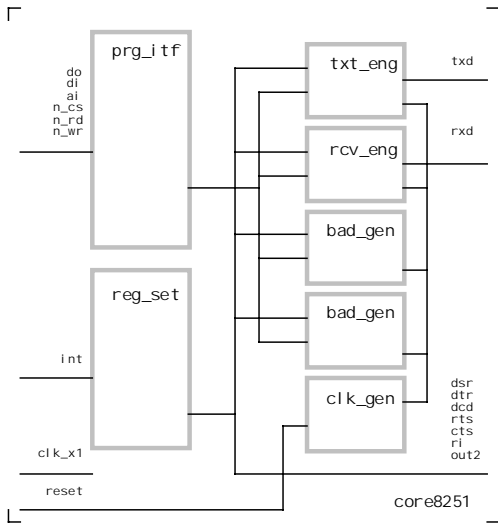 prg_itf
do
di
ai
n_cs
n_rd
n_wr
txt_eng
txd
rcv_eng
rxd
bad_gen
reg_set
bad_gen
int
clk_gen
dsr
dtr
dcd
rts
cts
ri
out2
clk_x1
reset
core8251